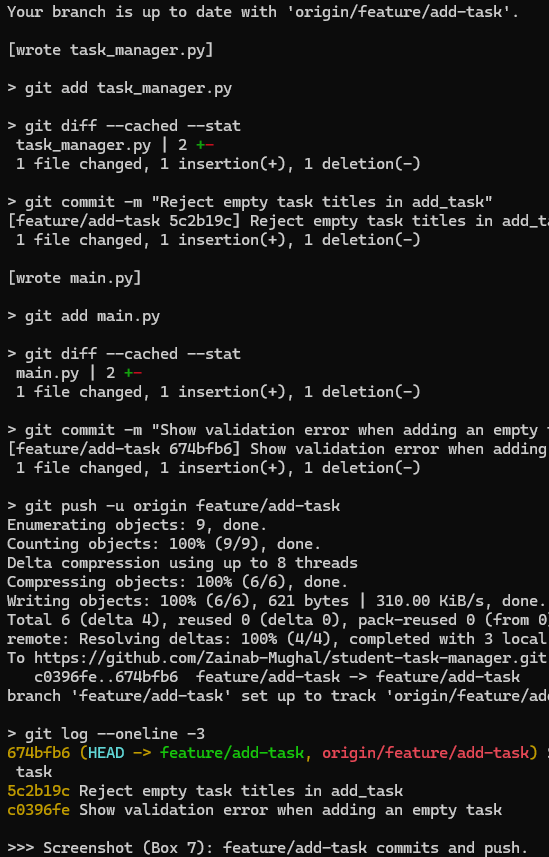 Your branch is up to date with 'origin/feature/add-task'.
[wrote task_manager.py]
> git add task_manager.py
> git diff --cached --stat
task_manager.py | 2 +-
1 file changed, 1 insertion(+), 1 deletion(-)
> git commit -m "Reject empty task titles in add_task"
[feature/add-task 5c2b19c] Reject empty task titles in add_ta
1 file changed, 1 insertion(+), 1 deletion(-)
[wrote main.py]
> git add main.py
> git diff --cached --stat
main.py | 2 +-
1 file changed, 1 insertion(+), 1 deletion(-)
> git commit -m "Show validation error when adding an empty
[feature/add-task 674bfb6] Show validation error when adding
1 file changed, 1 insertion(+), 1 deletion(-)
> git push -u origin feature/add-task
Enumerating objects: 9, done.
Counting objects: 100% (9/9), done.
Delta compression using up to 8 threads
Compressing objects: 100% (6/6), done.
Writing objects: 100% (6/6), 621 bytes | 310.00 KiB/s, done.
Total 6 (delta 4), reused 0 (delta 0), pack-reused 0 (from 0)
remote: Resolving deltas: 100% (4/4), completed with 3 local
To https://github.com/Zainab-Mughal/student-task-manager.git
c0396fe..674bfb6  feature/add-task -> feature/add-task
branch 'feature/add-task' set up to track 'origin/feature/ad
> git log --oneline -3
674bfb6 (HEAD -> feature/add-task, origin/feature/add-task)
task
5c2b19c Reject empty task titles in add_task
c0396fe Show validation error when adding an empty task
>>> Screenshot (Box 7): feature/add-task commits and push.